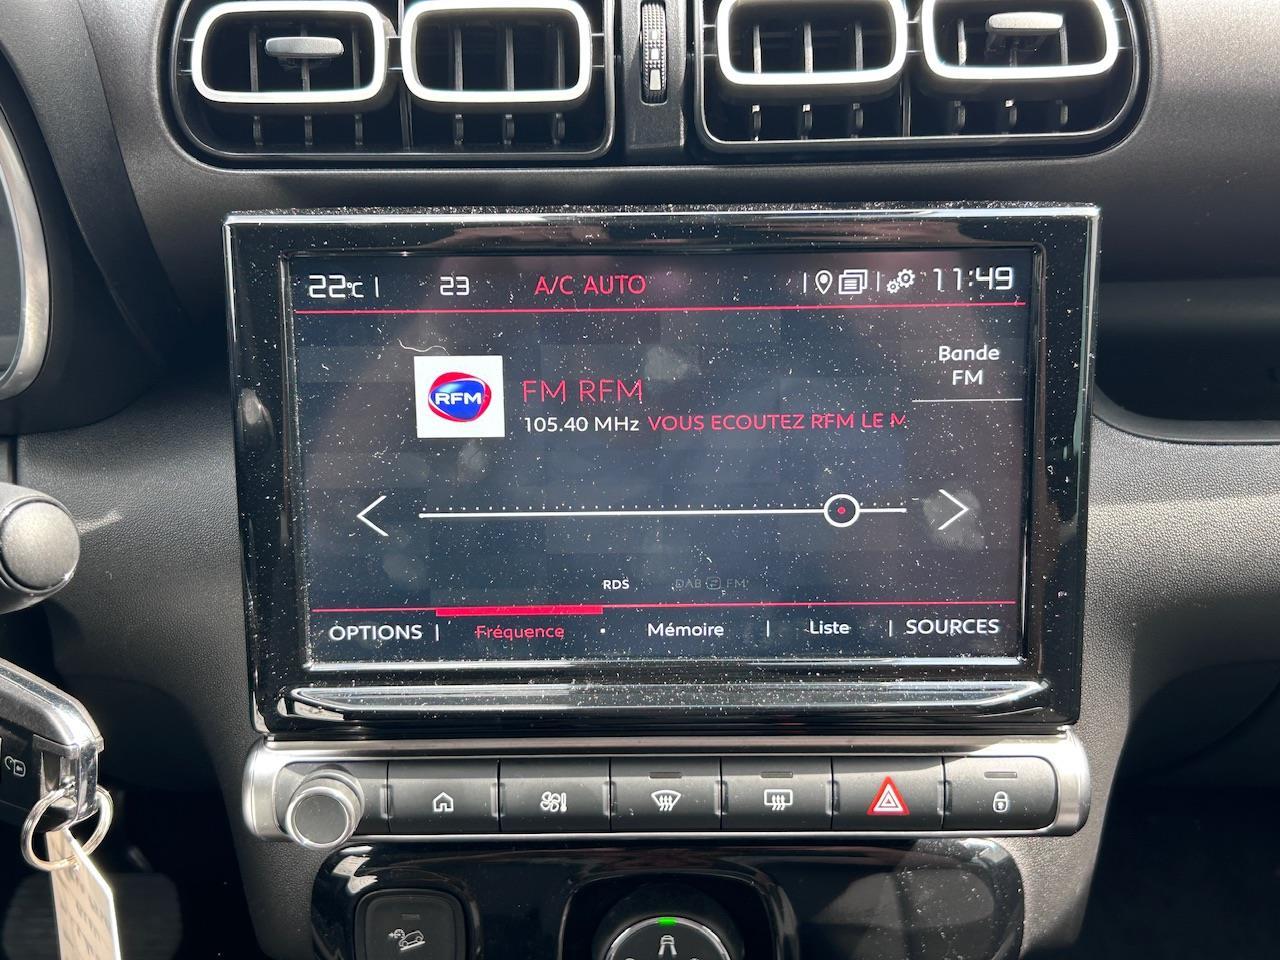 22°C 23 A/C AUTO 11:49
Bande
FM
RFM
FM RFM
105.40 MHz VOUS ECOUTEZ RFM LE M
RDS DAB FM
OPTIONS Fréquence Mémoire Liste SOURCES